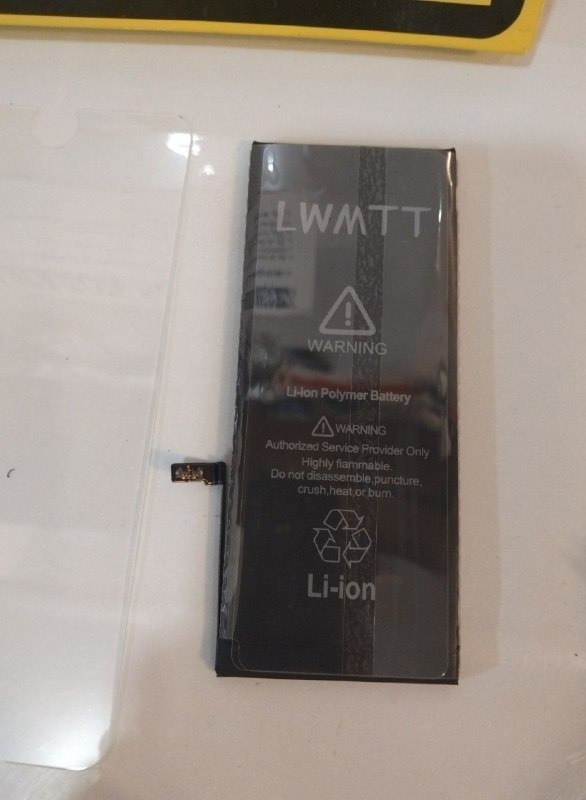 LWMTT
WARNING
Li-ion Polymer Battery
WARNING
Authorized Service Provider Only
Highly flammable.
Do not disassemble,puncture,
crush,heat,or burn.
Li-ion